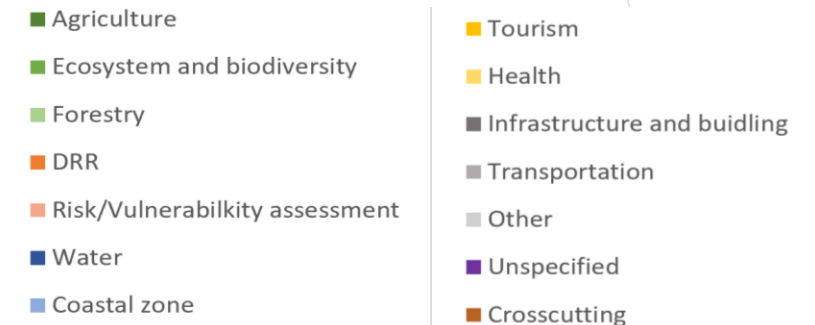 Agriculture
Ecosystem and biodiversity
Forestry
DRR
Risk/Vulnerabilkity assessment
Water
Coastal zone
Tourism
Health
Infrastructure and buidling
Transportation
Other
Unspecified
Crosscutting